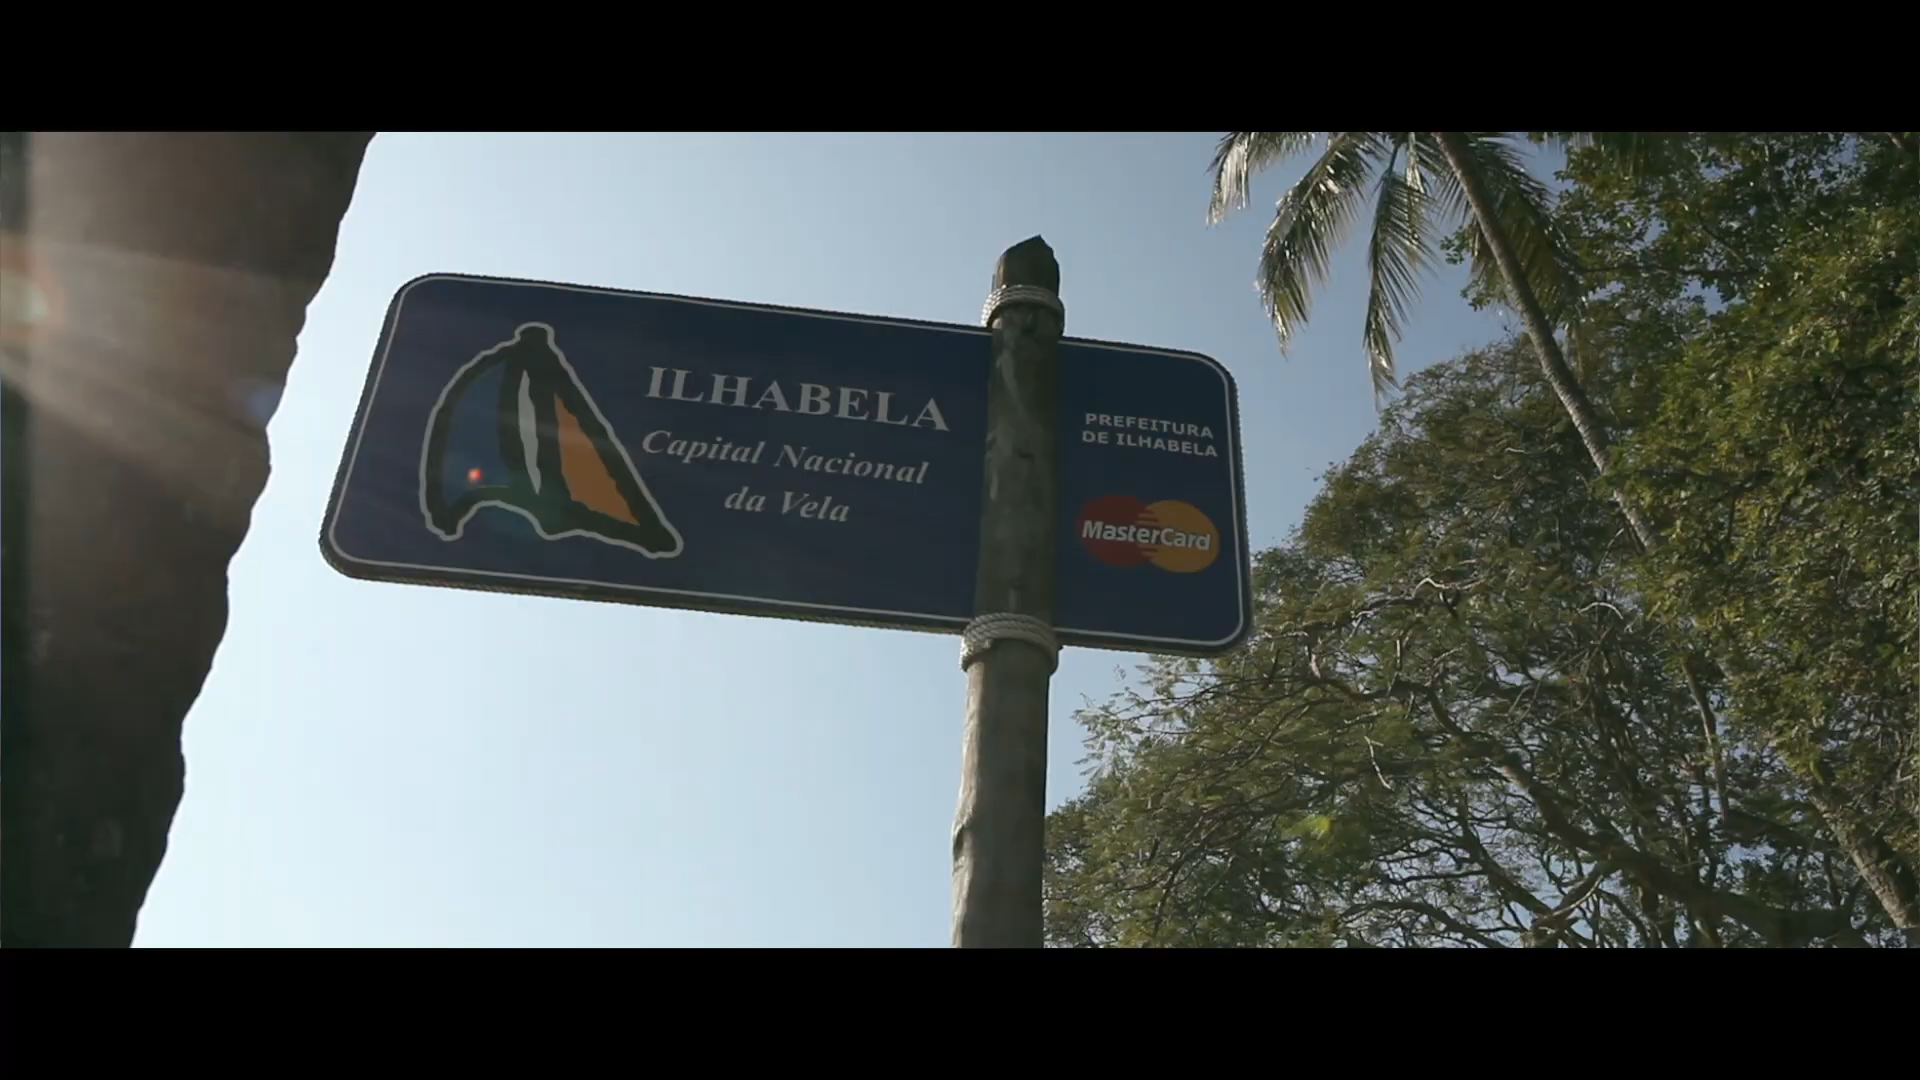 ILHABELA
Capital Nacional
da Vela
PREFEITURA
DE ILHABELA
MasterCard